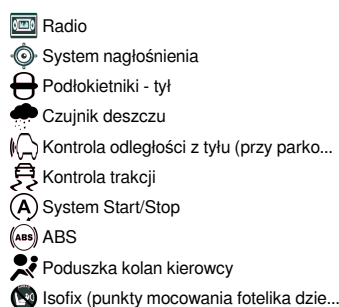 Radio
System nagłośnienia
Podłokietniki - tył
Czujnik deszczu
Kontrola odległości z tyłu (przy parko...
Kontrola trakcji
A System Start/Stop
ABS ABS
Poduszka kolan kierowcy
Isofix (punkty mocowania fotelika dzie...